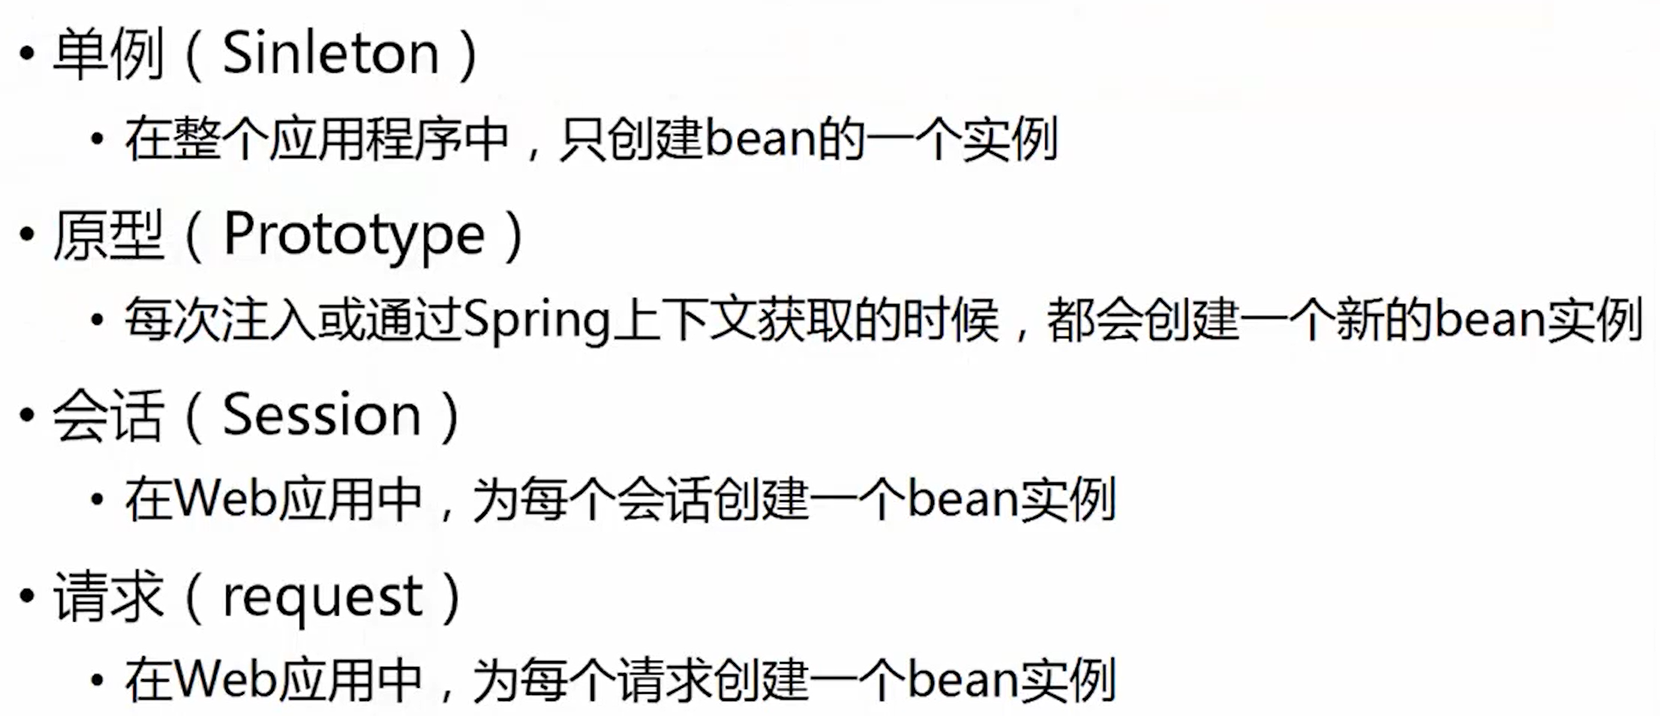 • 单例（Sinleton）
• 在整个应用程序中，只创建bean的一个实例
• 原型（Prototype）
• 每次注入或通过Spring上下文获取的时候，都会创建一个新的bean实例
• 会话（Session）
• 在Web应用中，为每个会话创建一个bean实例
• 请求（request）
• 在Web应用中，为每个请求创建一个bean实例